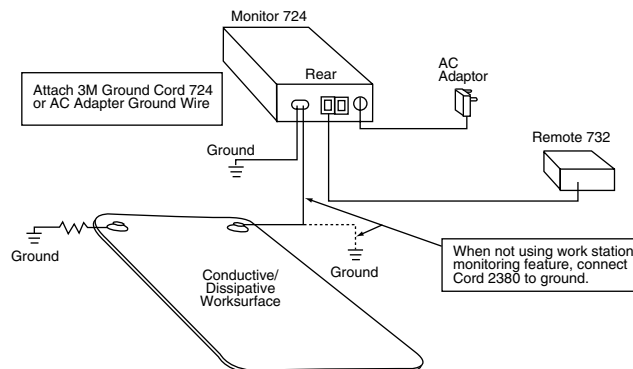 Monitor 724
Rear
AC
Adaptor
Attach 3M Ground Cord 724
or AC Adapter Ground Wire
Remote 732
Ground
Ground
Ground
When not using work station
monitoring feature, connect
Cord 2380 to ground.
Conductive/
Dissipative
Worksurface